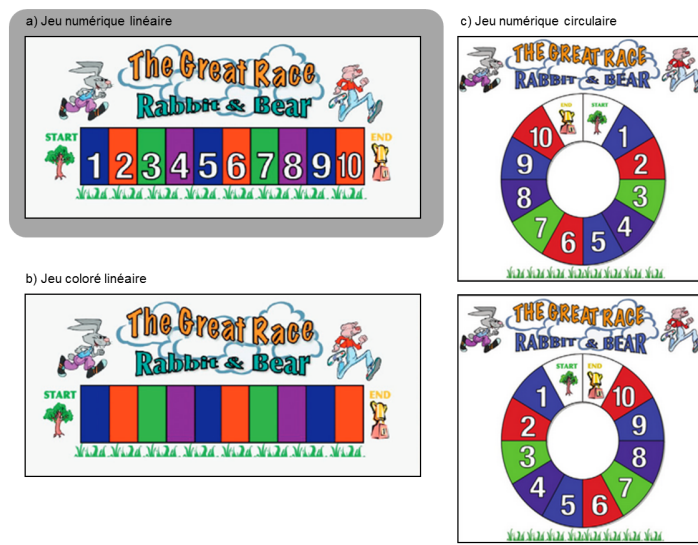 a) Jeu numérique linéaire
The Great Race
Rabbit & Bear
START
END
1 2 3 4 5 6 7 8 9 10
b) Jeu coloré linéaire
The Great Race
Rabbit & Bear
START
END
c) Jeu numérique circulaire
THE GREAT RACE
RABBIT & BEAR
END START
10 1
9 2
8 3
7 4
6 5
THE GREAT RACE
RABBIT & BEAR
START END
1 10
2 9
3 8
4 7
5 6